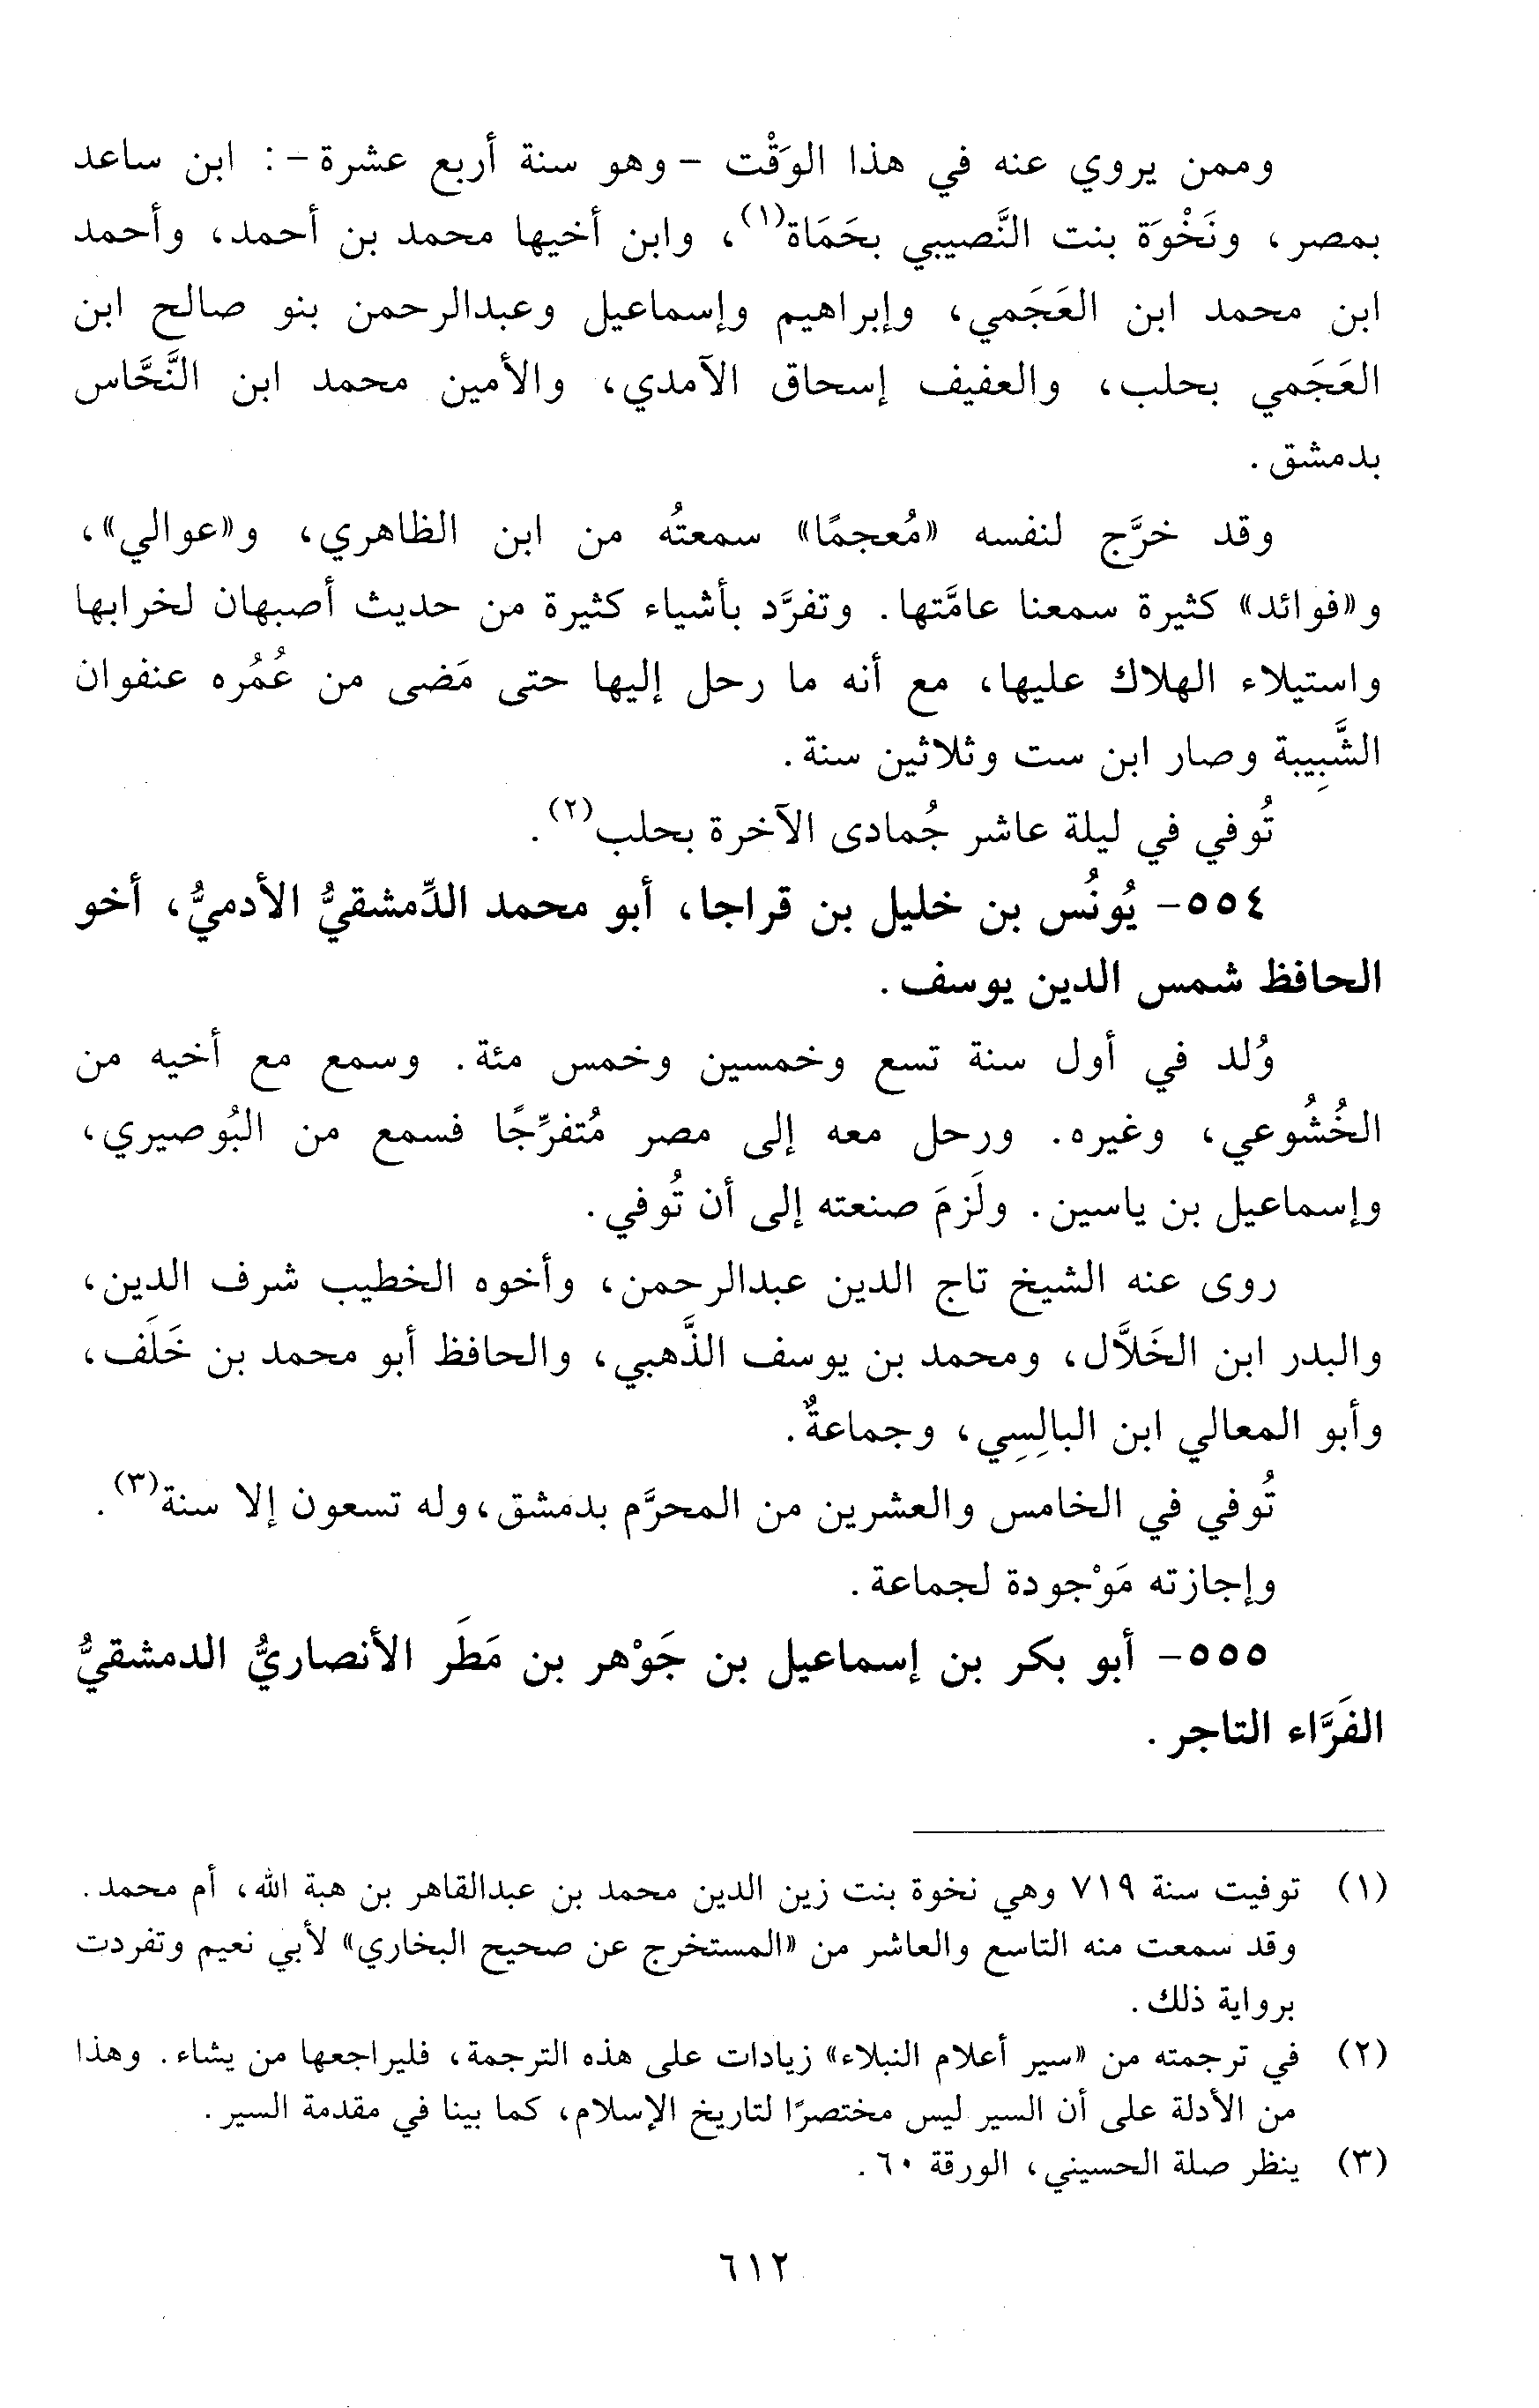 وممن يروي عنه في هذا الوَقْت - وهو سنة أربع عشرة -: ابن ساعد
بمصر، ونَخْوَة بنت النَّصيبي بحَمَاة(١)، وابن أخيها محمد بن أحمد، وأحمد
ابن محمد ابن العَجَمي، وإبراهيم وإسماعيل وعبدالرحمن بنو صالح ابن
العَجَمي بحلب، والعفيف إسحاق الآمدي، والأمين محمد ابن النَّحَّاس
بدمشق.
وقد خرَّج لنفسه «مُعجمًا» سمعتُه من ابن الظاهري، و«عوالي»،
و«فوائد» كثيرة سمعنا عامَّتها. وتفرَّد بأشياء كثيرة من حديث أصبهان لخرابها
واستيلاء الهلاك عليها، مع أنه ما رحل إليها حتى مَضى من عُمُره عنفوان
الشَّبِيبة وصار ابن ست وثلاثين سنة.
تُوفي في ليلة عاشر جُمادى الآخرة بحلب(٢).
٥٥٤- يُونُس بن خليل بن قراجا، أبو محمد الدِّمشقيُّ الأدميُّ، أخو
الحافظ شمس الدين يوسف.
وُلد في أول سنة تسع وخمسين وخمس مئة. وسمع مع أخيه من
الخُشُوعي، وغيره. ورحل معه إلى مصر مُتفرِّجًا فسمع من البُوصيري،
وإسماعيل بن ياسين. ولَزمَ صنعته إلى أن تُوفي.
روى عنه الشيخ تاج الدين عبدالرحمن، وأخوه الخطيب شرف الدين،
والبدر ابن الخَلَّال، ومحمد بن يوسف الذَّهبي، والحافظ أبو محمد بن خَلَف،
وأبو المعالي ابن البالِسِي، وجماعةٌ.
تُوفي في الخامس والعشرين من المحرَّم بدمشق،وله تسعون إلا سنة(٣).
وإجازته مَوْجودة لجماعة.
٥٥٥- أبو بكر بن إسماعيل بن جَوْهر بن مَطَر الأنصاريُّ الدمشقيُّ
الفَرَّاء التاجر.
(١) توفيت سنة ٧١٩ وهي نخوة بنت زين الدين محمد بن عبدالقاهر بن هبة الله، أم محمد.
وقد سمعت منه التاسع والعاشر من «المستخرج عن صحيح البخاري» لأبي نعيم وتفردت
برواية ذلك.
(٢) في ترجمته من «سير أعلام النبلاء» زيادات على هذه الترجمة، فليراجعها من يشاء. وهذا
من الأدلة على أن السير ليس مختصرًا لتاريخ الإسلام، كما بينا في مقدمة السير.
(٣) ينظر صلة الحسيني، الورقة ٦٠.
٦١٢